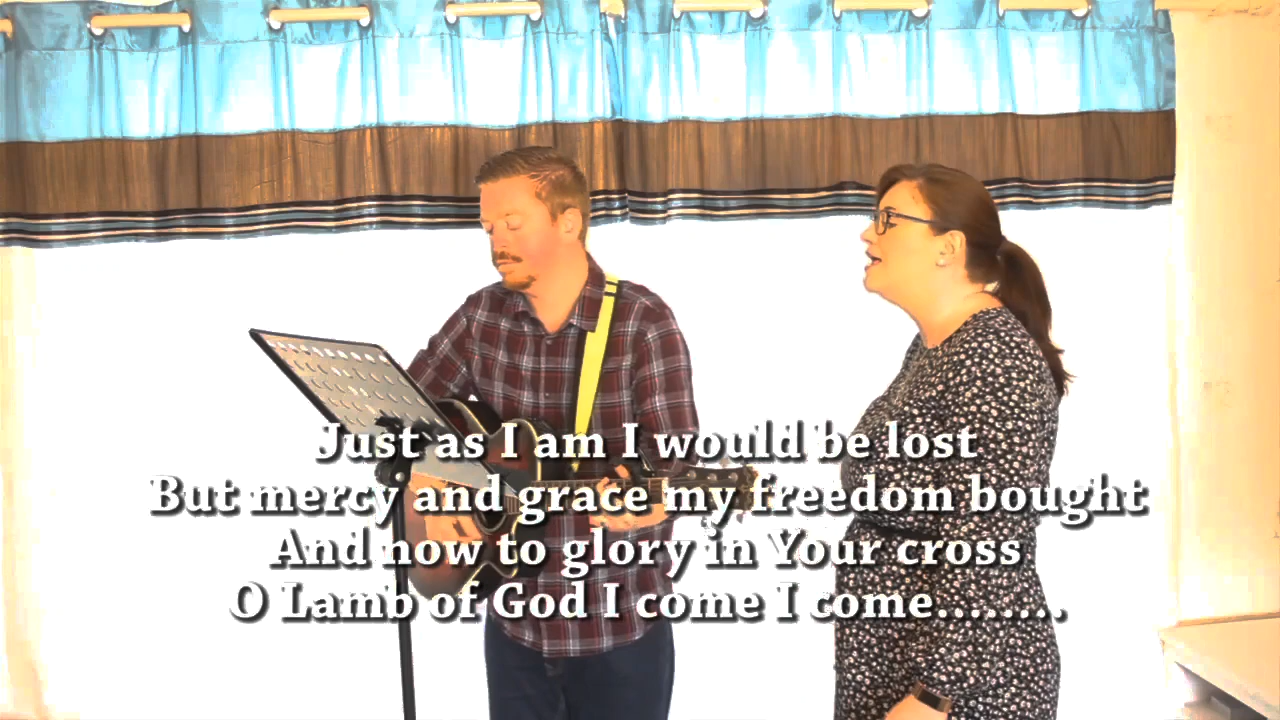 Just as I am I would be lost
But mercy and grace my freedom bought
And now to glory in Your cross
O Lamb of God I come I come........